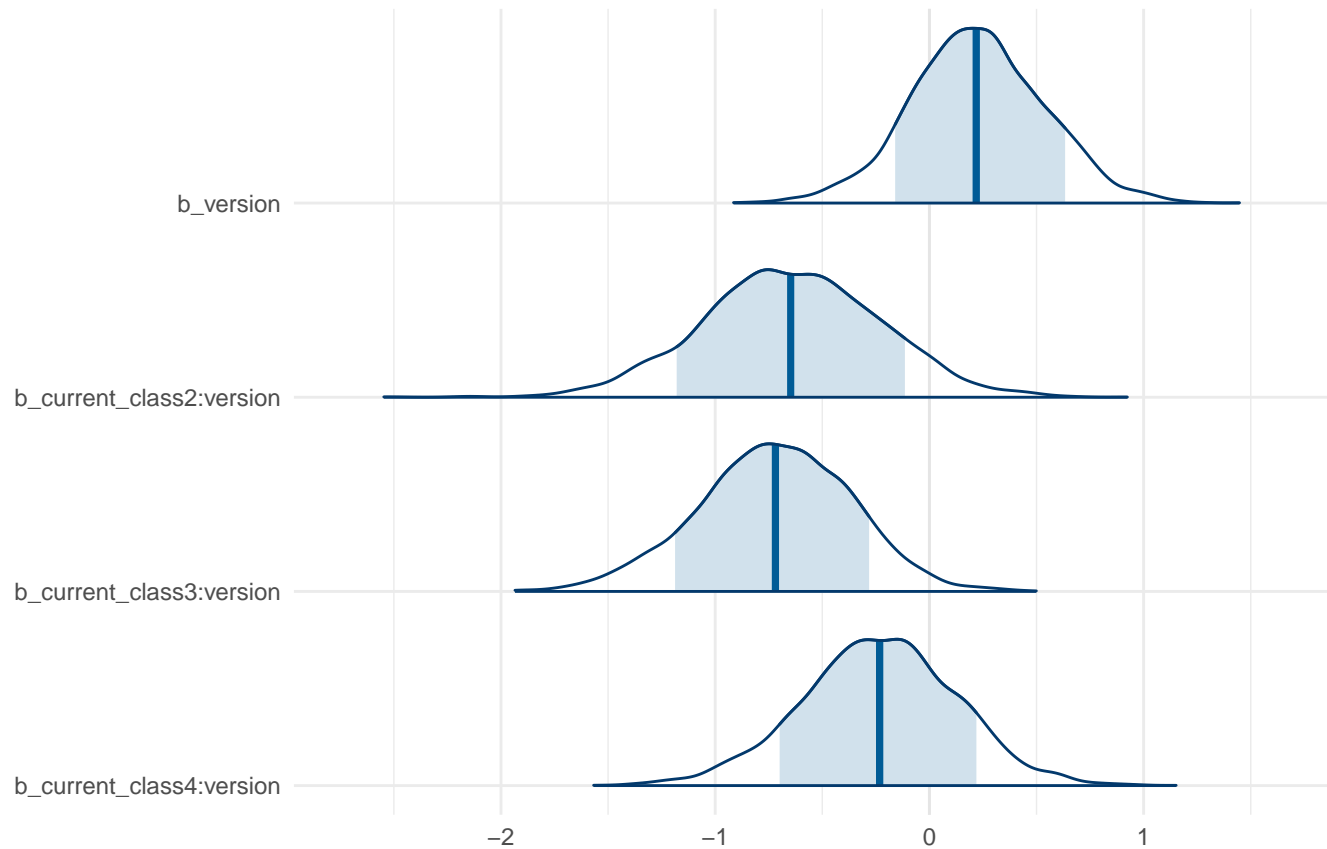 b_version
b_current_class2:version
b_current_class3:version
b_current_class4:version
−2 −1 0 1